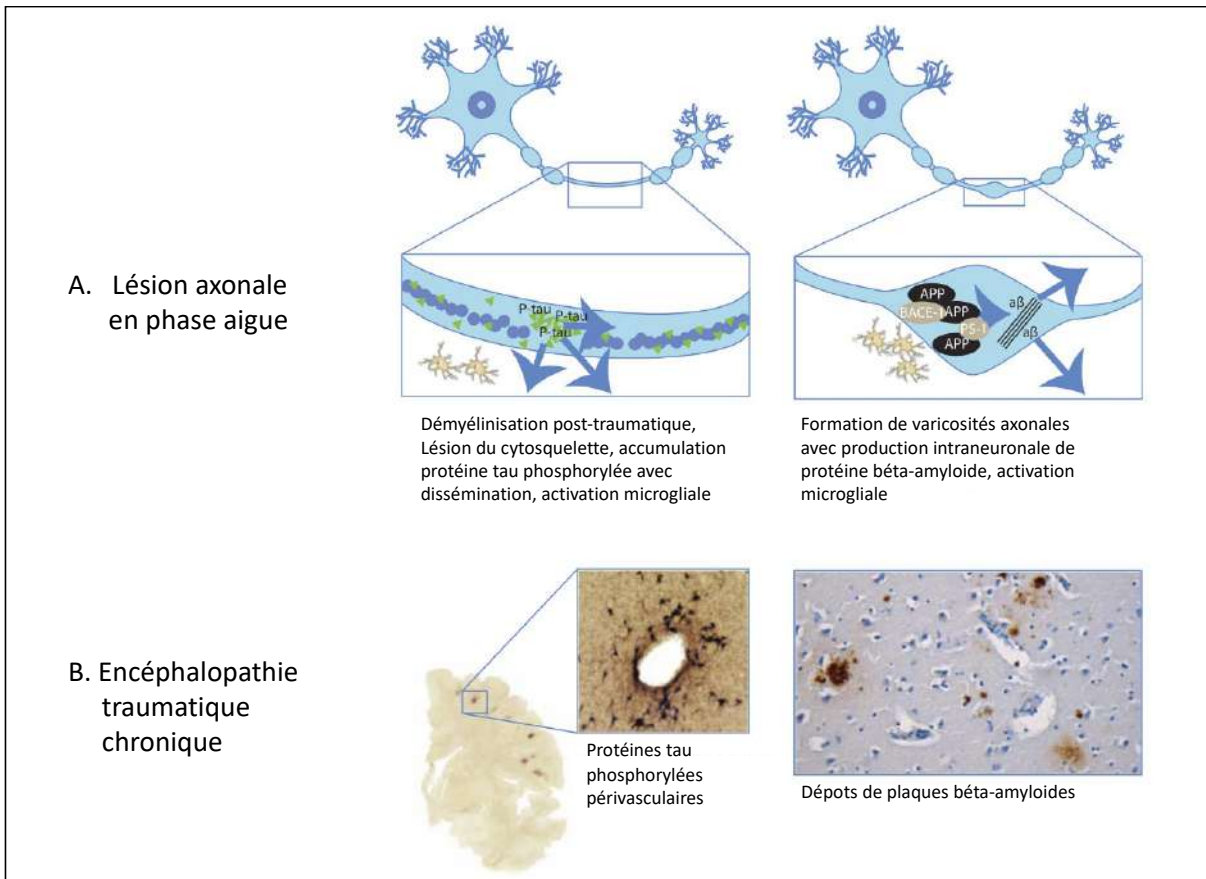 A. Lésion axonale
en phase aigue
P-tau
P-tau
P-tau
APP
BACE-1
APP
PS-1
APP
aβ
aβ
Démyélinisation post-traumatique,
Lésion du cytosquelette, accumulation
protéine tau phosphorylée avec
dissémination, activation microgliale
Formation de varicosités axonales
avec production intraneuronale de
protéine béta-amyloide, activation
microgliale
B. Encéphalopathie
traumatique
chronique
Protéines tau
phosphorylées
périvasculaires
Dépots de plaques béta-amyloides